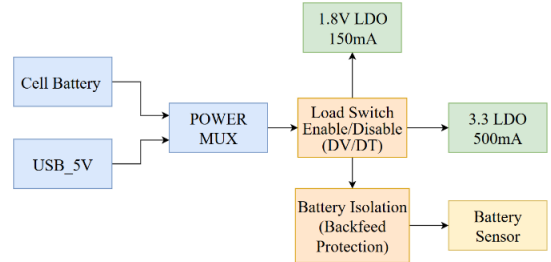 1.8V LDO
150mA
Cell Battery
USB_5V
POWER
MUX
Load Switch
Enable/Disable
(DV/DT)
3.3 LDO
500mA
Battery Isolation
(Backfeed
Protection)
Battery
Sensor